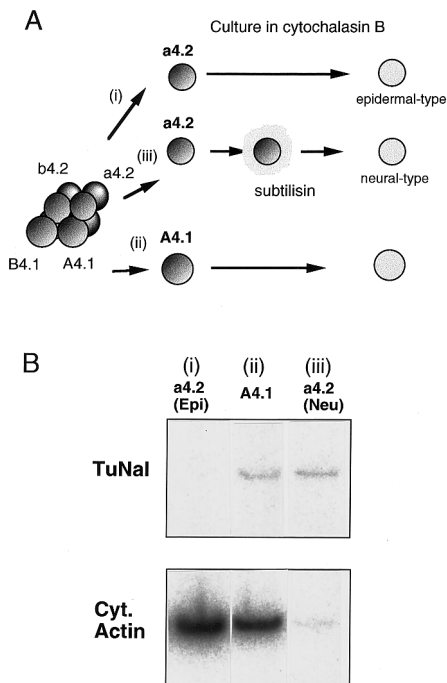 A
Culture in cytochalasin B
a4.2
(i)
epidermal-type
a4.2
(iii)
b4.2
a4.2
subtilisin
neural-type
A4.1
(ii)
B4.1
A4.1
B
(i)
(ii)
(iii)
a4.2
A4.1
a4.2
(Epi)
(Neu)
TuNaI
Cyt.
Actin